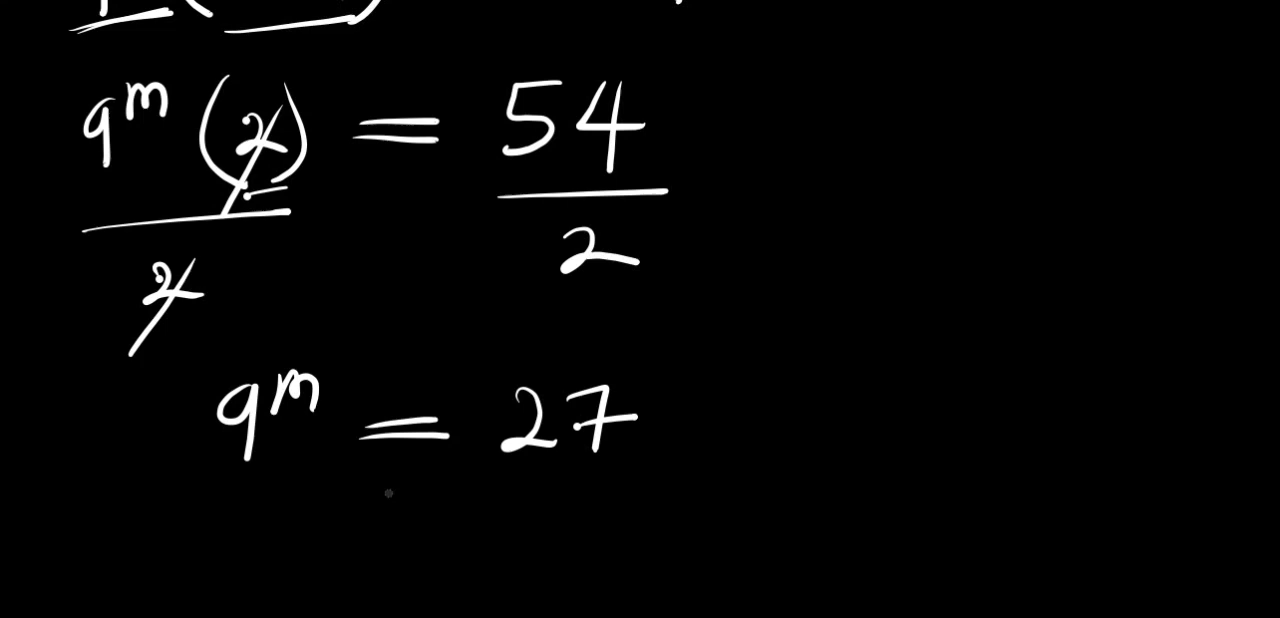 9^m (2) = 54
2 2
9^m = 27